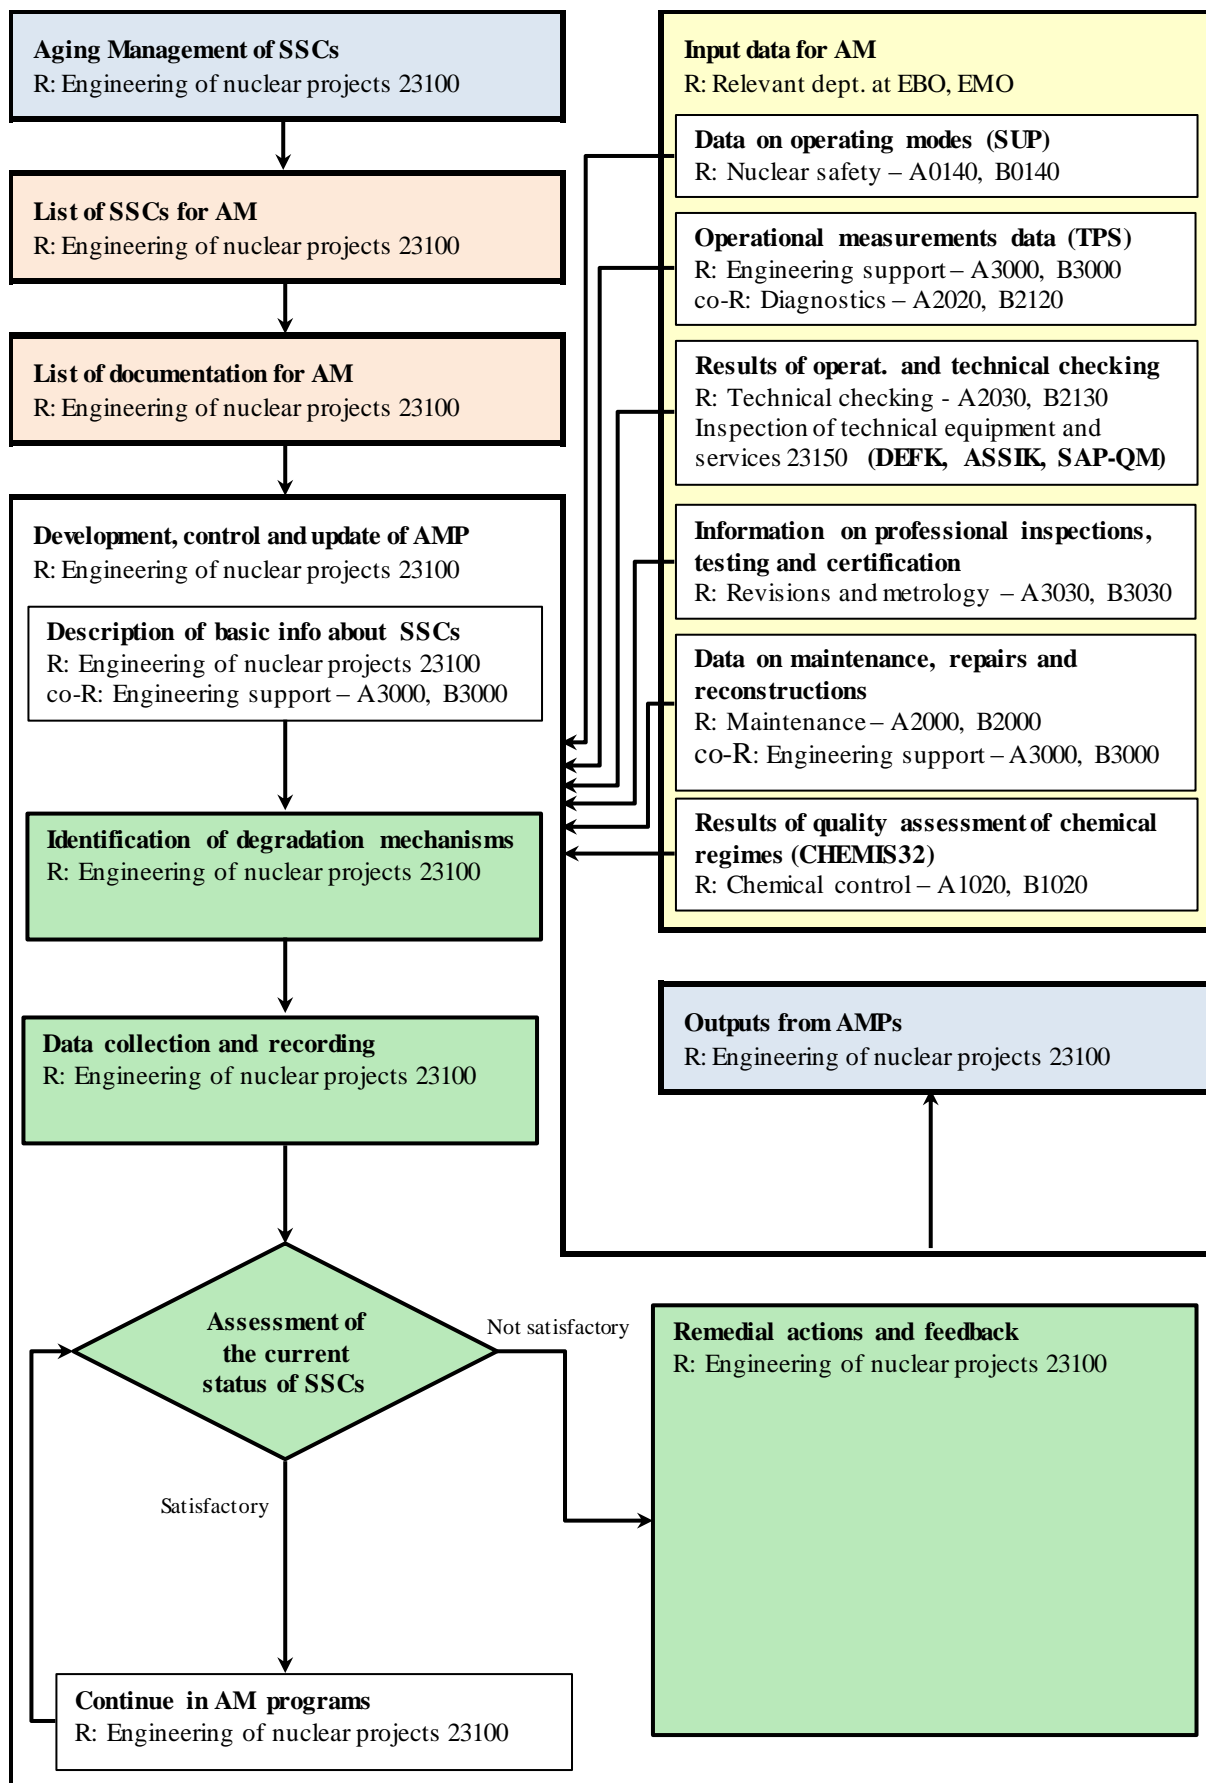 Aging Management of SSCs
R: Engineering of nuclear projects 23100
List of SSCs for AM
R: Engineering of nuclear projects 23100
List of documentation for AM
R: Engineering of nuclear projects 23100
Development, control and update of AMP
R: Engineering of nuclear projects 23100
Description of basic info about SSCs
R: Engineering of nuclear projects 23100
co-R: Engineering support – A3000, B3000
Identification of degradation mechanisms
R: Engineering of nuclear projects 23100
Data collection and recording
R: Engineering of nuclear projects 23100
Assessment of
the current
status of SSCs
Not satisfactory
Satisfactory
Continue in AM programs
R: Engineering of nuclear projects 23100
Input data for AM
R: Relevant dept. at EBO, EMO
Data on operating modes (SUP)
R: Nuclear safety – A0140, B0140
Operational measurements data (TPS)
R: Engineering support – A3000, B3000
co-R: Diagnostics – A2020, B2120
Results of operat. and technical checking
R: Technical checking - A2030, B2130
Inspection of technical equipment and
services 23150 (DEFK, ASSIK, SAP-QM)
Information on professional inspections,
testing and certification
R: Revisions and metrology – A3030, B3030
Data on maintenance, repairs and
reconstructions
R: Maintenance – A2000, B2000
co-R: Engineering support – A3000, B3000
Results of quality assessment of chemical
regimes (CHEMIS32)
R: Chemical control – A1020, B1020
Outputs from AMPs
R: Engineering of nuclear projects 23100
Remedial actions and feedback
R: Engineering of nuclear projects 23100